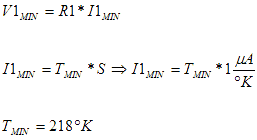 V1MIN = R1 * I1MIN
I1MIN = TMIN * S ⇒ I1MIN = TMIN * 1 μA/°K
TMIN = 218°K